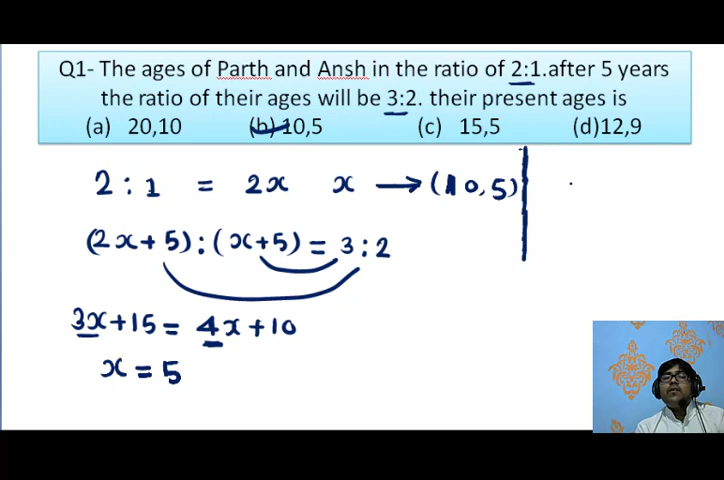 Q1- The ages of Parth and Ansh in the ratio of 2:1.after 5 years
the ratio of their ages will be 3:2. their present ages is
(a) 20,10 (b) 10,5 (c) 15,5 (d)12,9
2 : 1 = 2x x → (10,5)
(2x+5):(x+5) = 3:2
3x+15 = 4x+10
x = 5